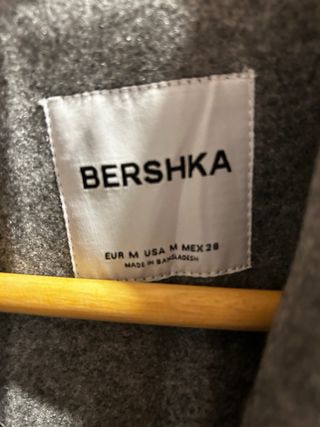 BERSHKA
EUR M USA M MEX 28
MADE IN BANGLADESH